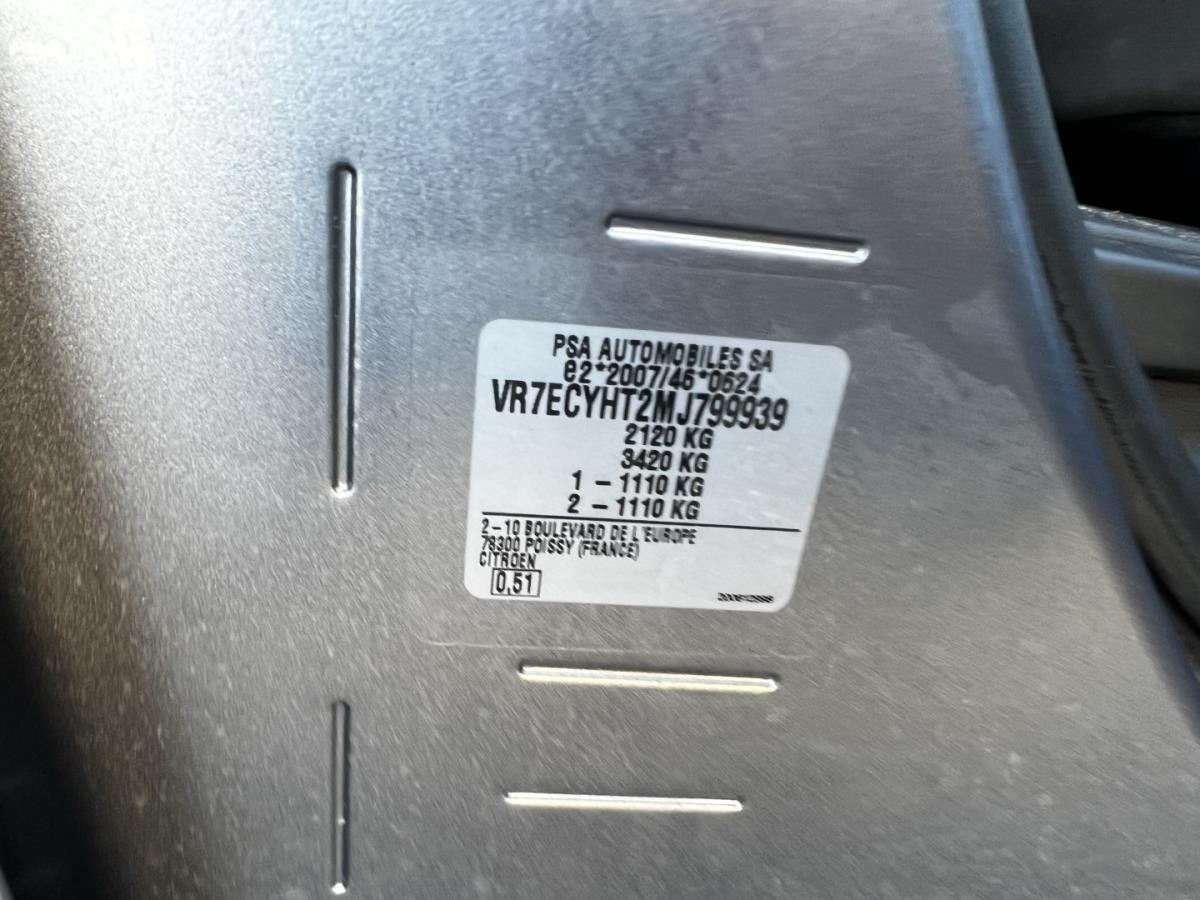 PSA AUTOMOBILES SA
e2*2007/46*0624
VR7ECYHT2MJ799939
2120 KG
3420 KG
1 – 1110 KG
2 – 1110 KG
2–10 BOULEVARD DE L'EUROPE
78300 POISSY (FRANCE)
CITROEN
0,51